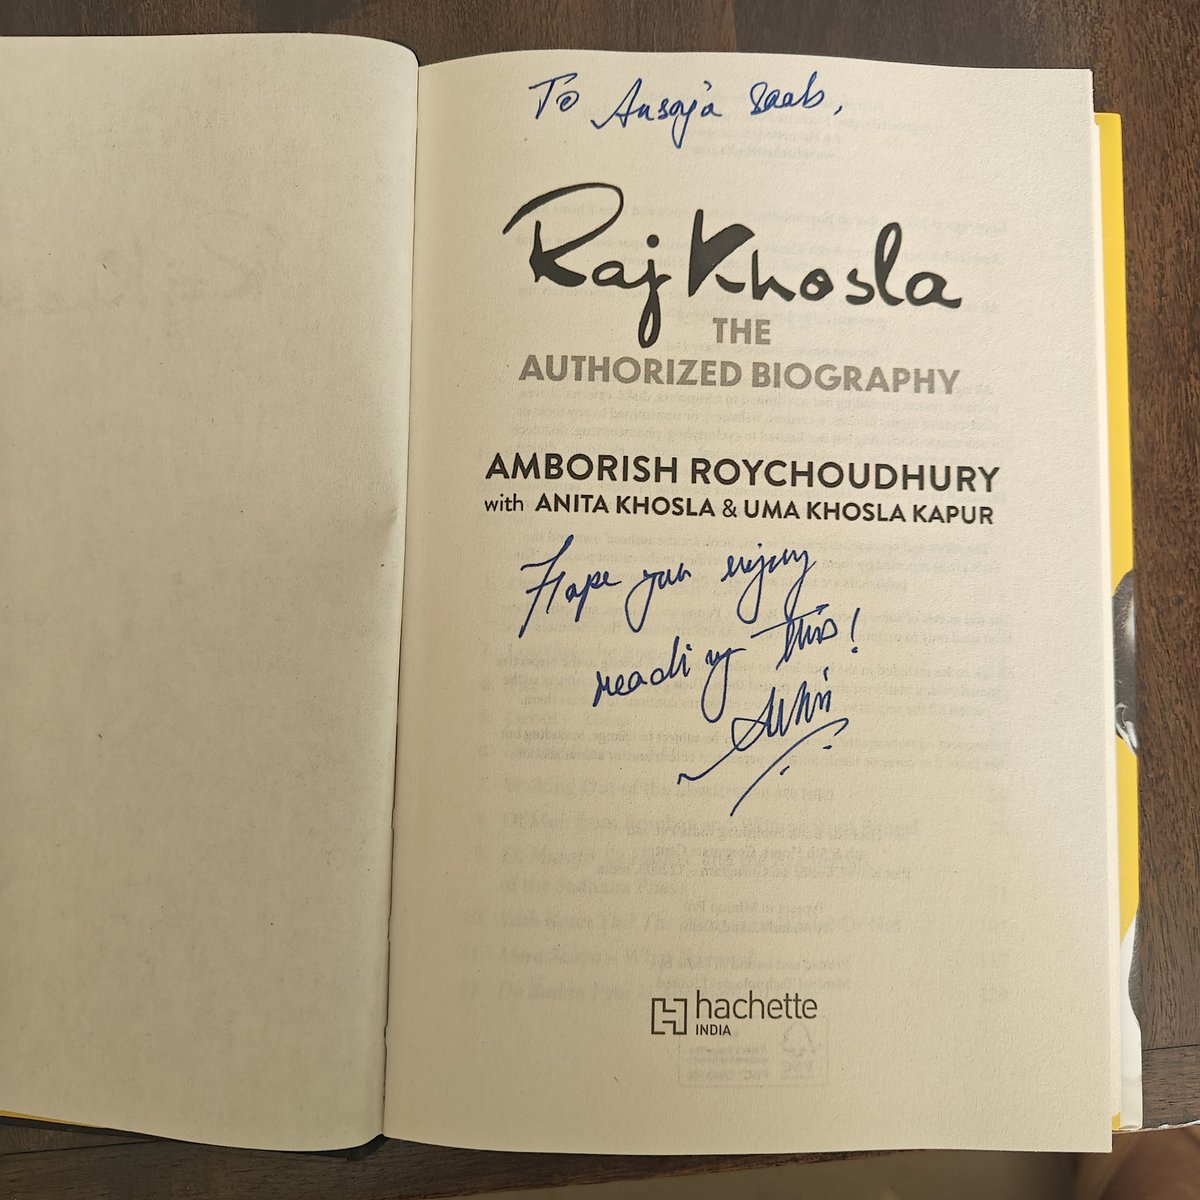 To Ansaja Saab,
Raj Khosla
THE
AUTHORIZED BIOGRAPHY
AMBORISH ROYCHOUDHURY
with ANITA KHOSLA & UMA KHOSLA KAPUR
Hope you enjoy
reading this!
hachette
INDIA